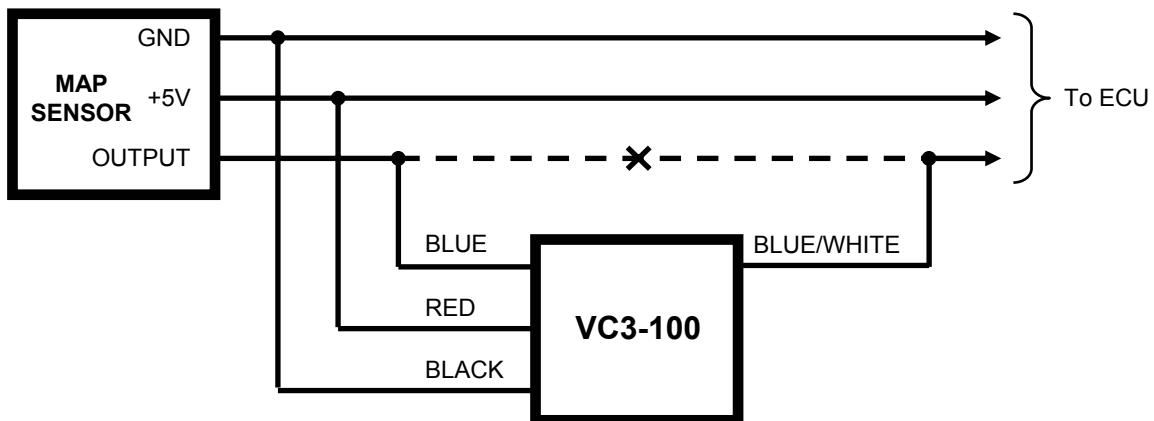 GND
MAP
SENSOR
+5V
OUTPUT
To ECU
BLUE
BLUE/WHITE
RED
VC3-100
BLACK